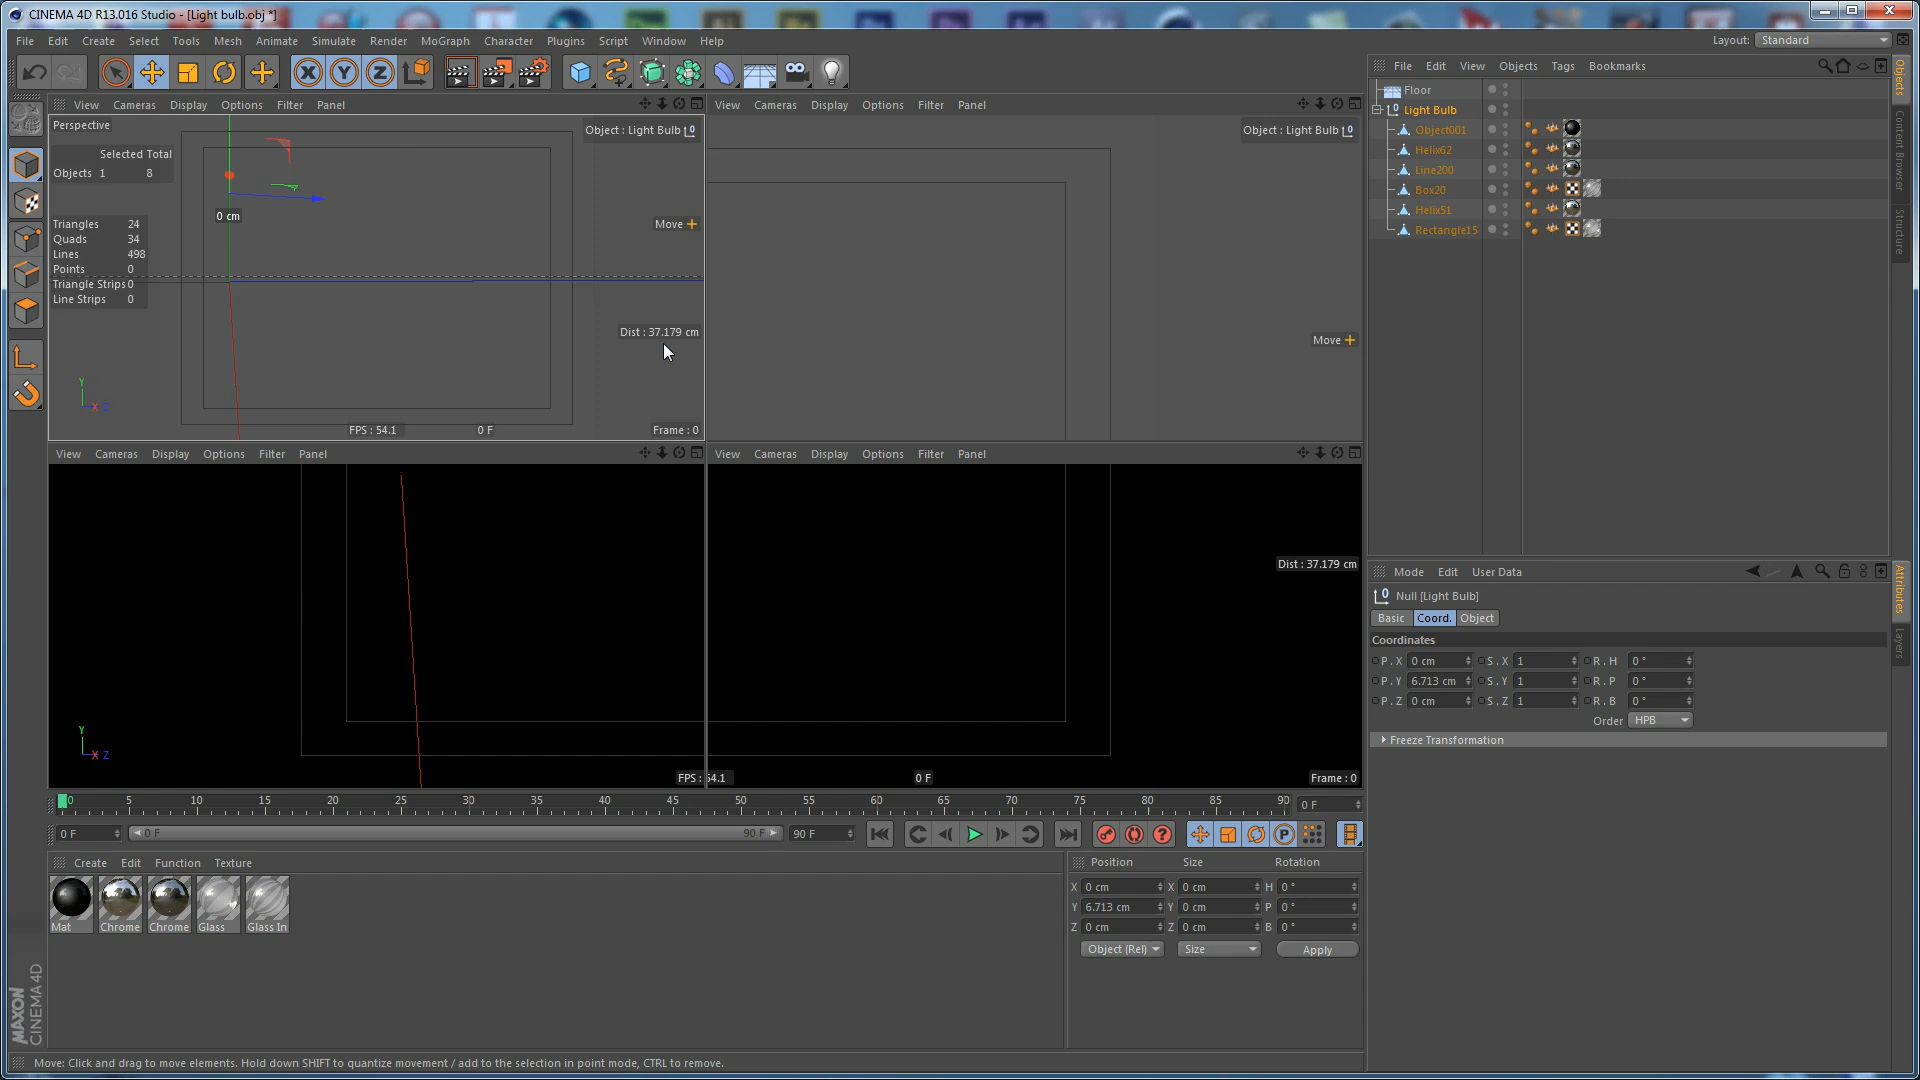 CINEMA 4D R13.016 Studio - [Light bulb.obj *]
File Edit Create Select Tools Mesh Animate Simulate Render MoGraph Character Plugins Script Window Help
Layout: Standard
File Edit View Objects Tags Bookmarks
View Cameras Display Options Filter Panel
View Cameras Display Options Filter Panel
Floor
Light Bulb
Object001
Helix62
Line200
Box20
Helix51
Rectangle15
Objects
Content Browser
Structure
Perspective
Object : Light Bulb
Object : Light Bulb
Selected Total
Objects 1 8
0 cm
Triangles 24
Quads 34
Lines 498
Points 0
Triangle Strips 0
Line Strips 0
Move
Dist : 37.179 cm
Move
Y
X Z
FPS : 54.1
0 F
Frame : 0
View Cameras Display Options Filter Panel
View Cameras Display Options Filter Panel
Dist : 37.179 cm
Y
X Z
FPS : 54.1
0 F
Frame : 0
Mode Edit User Data
Null [Light Bulb]
Basic Coord. Object
Coordinates
P . X 0 cm S . X 1 R . H 0 °
P . Y 6.713 cm S . Y 1 R . P 0 °
P . Z 0 cm S . Z 1 R . B 0 °
Order HPB
Freeze Transformation
Attributes
Layers
0 5 10 15 20 25 30 35 40 45 50 55 60 65 70 75 80 85 90 0 F
0 F 0 F 90 F 90 F
Create Edit Function Texture
Mat
Chrome
Chrome
Glass
Glass In
Position Size Rotation
X 0 cm X 0 cm H 0 °
Y 6.713 cm Y 0 cm P 0 °
Z 0 cm Z 0 cm B 0 °
Object (Rel) Size Apply
MAXON
CINEMA 4D
Move: Click and drag to move elements. Hold down SHIFT to quantize movement / add to the selection in point mode, CTRL to remove.